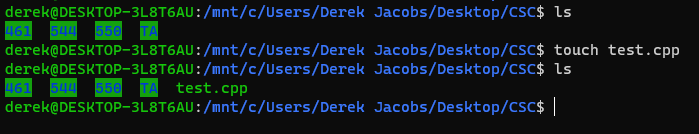 derek@DESKTOP-3L8T6AU:/mnt/c/Users/Derek Jacobs/Desktop/CSC$ ls
461 544 550 TA
derek@DESKTOP-3L8T6AU:/mnt/c/Users/Derek Jacobs/Desktop/CSC$ touch test.cpp
derek@DESKTOP-3L8T6AU:/mnt/c/Users/Derek Jacobs/Desktop/CSC$ ls
461 544 550 TA test.cpp
derek@DESKTOP-3L8T6AU:/mnt/c/Users/Derek Jacobs/Desktop/CSC$